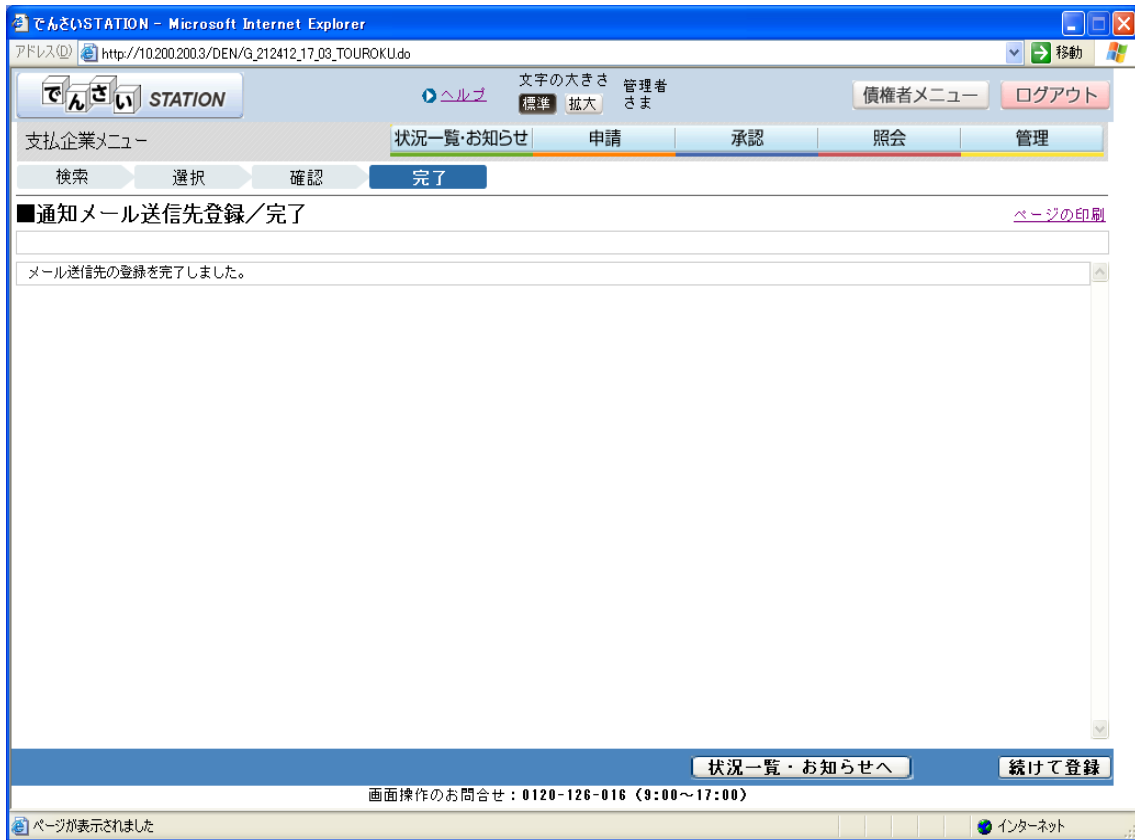 でんさいSTATION - Microsoft Internet Explorer
アドレス(D) http://10.200.200.3/DEN/G_212412_17_03_TOUROKU.do 移動
でんさい STATION ヘルプ 文字の大きさ 標準 拡大 管理者さま 債権者メニュー ログアウト
支払企業メニュー 状況一覧・お知らせ 申請 承認 照会 管理
検索 選択 確認 完了
■通知メール送信先登録／完了 ページの印刷
メール送信先の登録を完了しました。
状況一覧・お知らせへ 続けて登録
画面操作のお問合せ：0120-126-016（9:00～17:00）
ページが表示されました インターネット